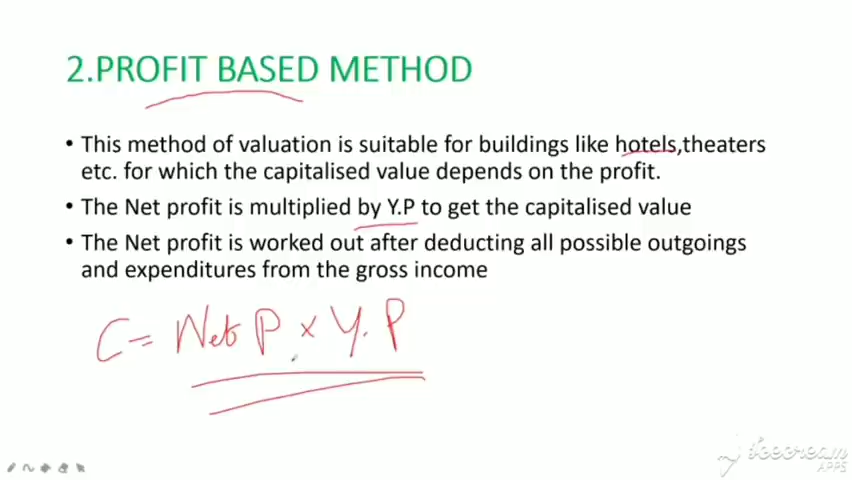 2.PROFIT BASED METHOD
• This method of valuation is suitable for buildings like hotels,theaters
etc. for which the capitalised value depends on the profit.
• The Net profit is multiplied by Y.P to get the capitalised value
• The Net profit is worked out after deducting all possible outgoings
and expenditures from the gross income
C = Net P × Y. P
Icecream
APPS